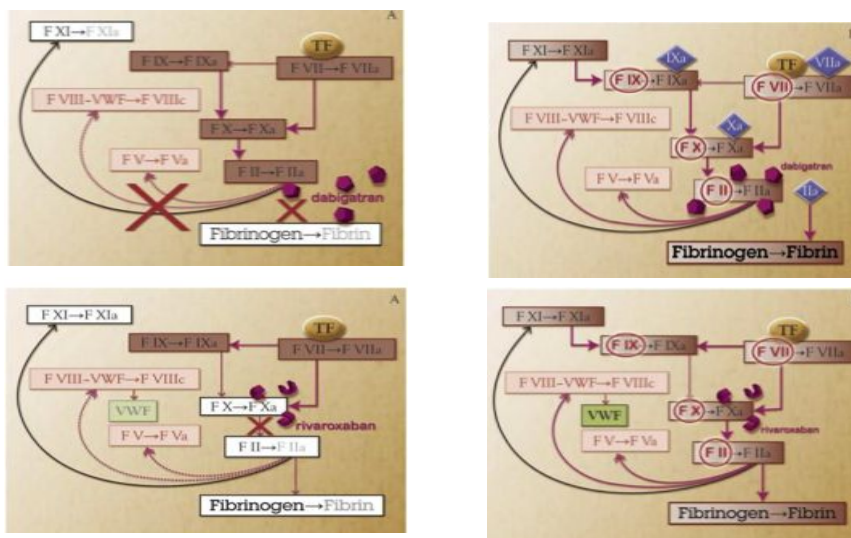 A
F XI→F XIa
TF
F IX→F IXa
F VII→F VIIa
F VIII-VWF→F VIIIc
F X→F Xa
F V→F Va
F II→F IIa
dabigatran
Fibrinogen→Fibrin
F XI→F XIa
IXa
TF
VIIa
F IX→F IXa
F VII→F VIIa
F VIII-VWF→F VIIIc
Xa
F X→F Xa
F V→F Va
dabigatran
F II→F IIa
IIa
Fibrinogen→Fibrin
A
F XI→F XIa
TF
F IX→F IXa
F VII→F VIIa
F VIII-VWF→F VIIIc
F X→F Xa
VWF
rivaroxaban
F V→F Va
F II→F IIa
Fibrinogen→Fibrin
F XI→F XIa
TF
F IX→F IXa
F VII→F VIIa
F VIII-VWF→F VIIIc
F X→F Xa
VWF
rivaroxaban
F V→F Va
F II→F IIa
Fibrinogen→Fibrin